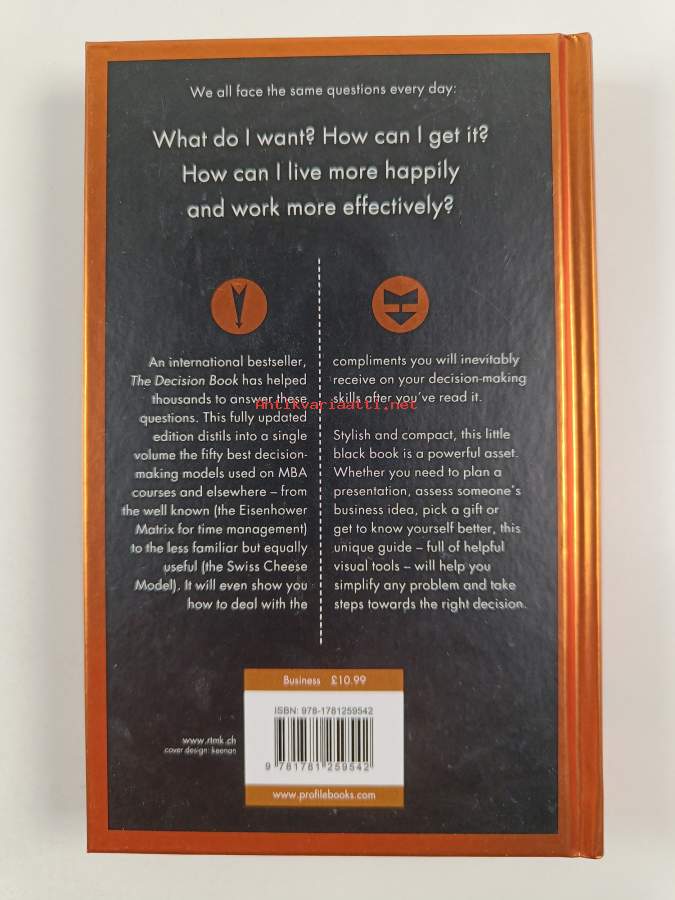 We all face the same questions every day:
What do I want? How can I get it?
How can I live more happily
and work more effectively?
An international bestseller,
The Decision Book has helped
thousands to answer these
questions. This fully updated
edition distils into a single
volume the fifty best decision-
making models used on MBA
courses and elsewhere – from
the well known (the Eisenhower
Matrix for time management)
to the less familiar but equally
useful (the Swiss Cheese
Model). It will even show you
how to deal with the
compliments you will inevitably
receive on your decision-making
skills after you've read it.
Stylish and compact, this little
black book is a powerful asset.
Whether you need to plan a
presentation, assess someone's
business idea, pick a gift or
get to know yourself better, this
unique guide – full of helpful
visual tools – will help you
simplify any problem and take
steps towards the right decision.
Antikvariaatti.net
Business £10.99
ISBN: 978-1781259542
9 781781 259542
www.profilebooks.com
www.rtmk.ch
cover design: keenan